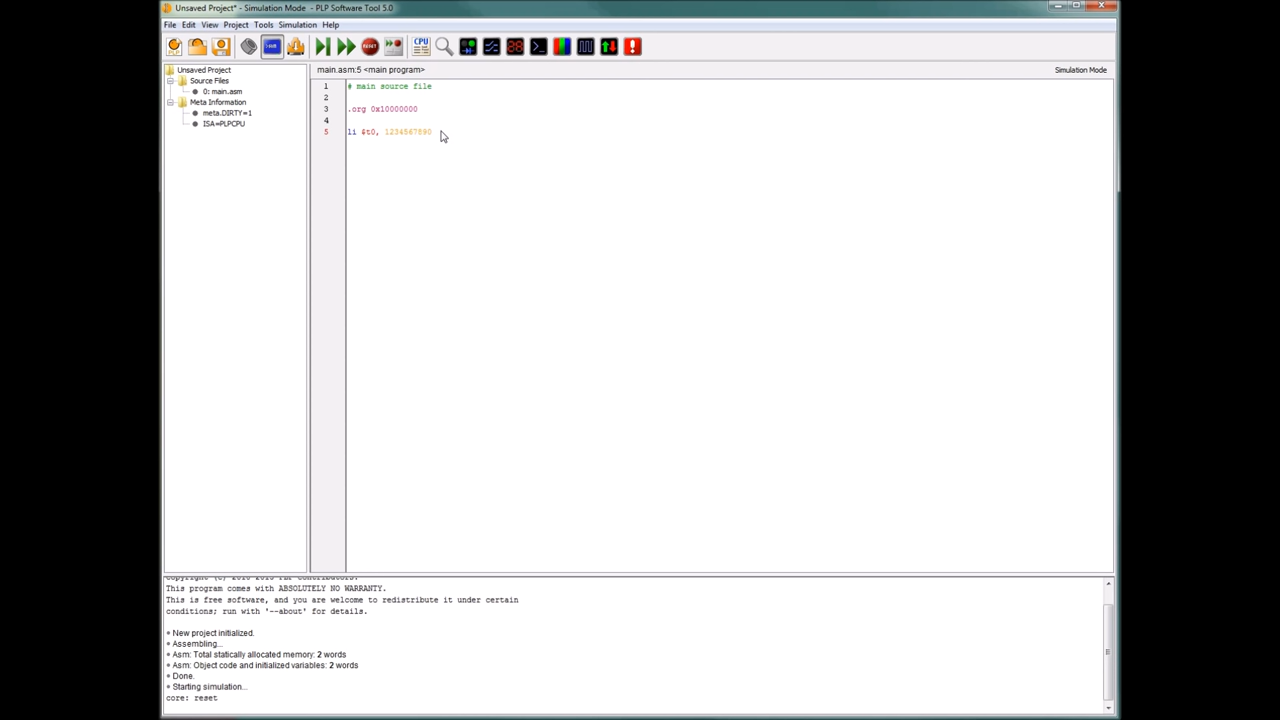 Unsaved Project* - Simulation Mode - PLP Software Tool 5.0
File Edit View Project Tools Simulation Help
PLP
RESET
CPU
Unsaved Project
Source Files
0: main.asm
Meta Information
meta.DIRTY=1
ISA=PLPCPU
main.asm:5 <main program>
Simulation Mode
1 # main source file
2
3 .org 0x10000000
4
5 li $t0, 1234567890
This program comes with ABSOLUTELY NO WARRANTY.
This is free software, and you are welcome to redistribute it under certain
conditions; run with '--about' for details.
New project initialized.
Assembling...
Asm: Total statically allocated memory: 2 words
Asm: Object code and initialized variables: 2 words
Done.
Starting simulation...
core: reset